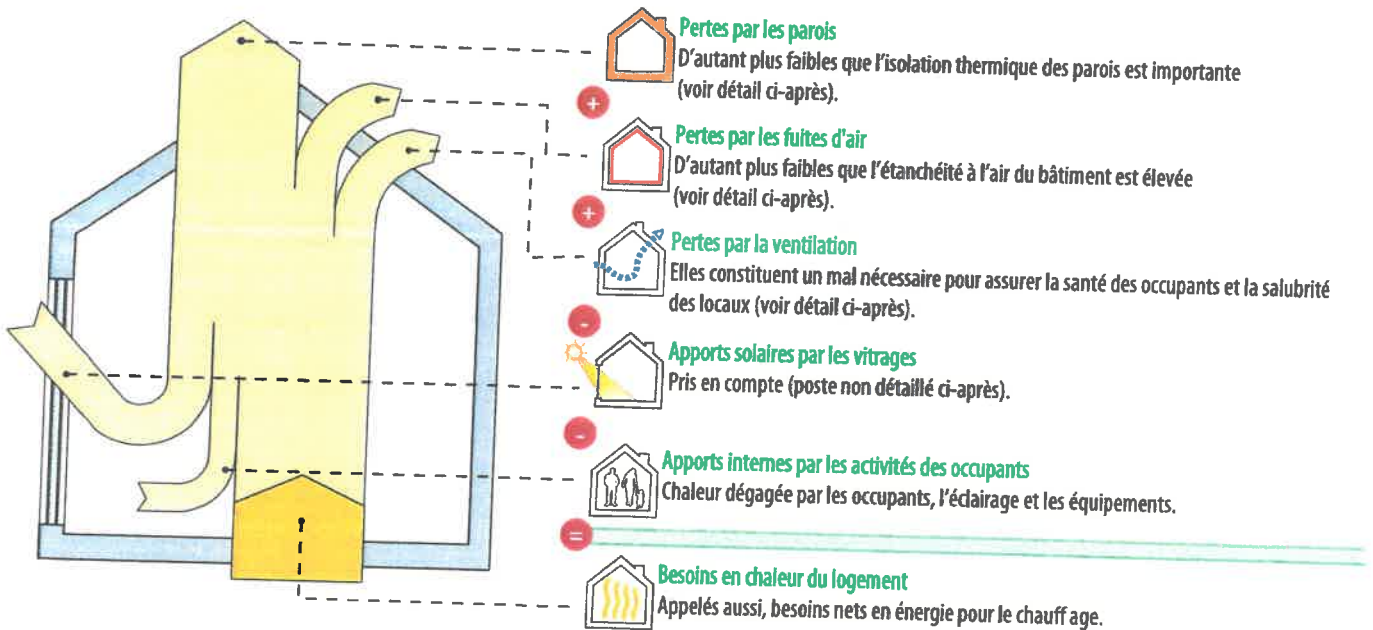 Pertes par les parois
D'autant plus faibles que l'isolation thermique des parois est importante
(voir détail ci-après).
+
Pertes par les fuites d'air
D'autant plus faibles que l'étanchéité à l'air du bâtiment est élevée
(voir détail ci-après).
+
Pertes par la ventilation
Elles constituent un mal nécessaire pour assurer la santé des occupants et la salubrité
des locaux (voir détail ci-après).
-
Apports solaires par les vitrages
Pris en compte (poste non détaillé ci-après).
-
Apports internes par les activités des occupants
Chaleur dégagée par les occupants, l'éclairage et les équipements.
=
Besoins en chaleur du logement
Appelés aussi, besoins nets en énergie pour le chauff age.